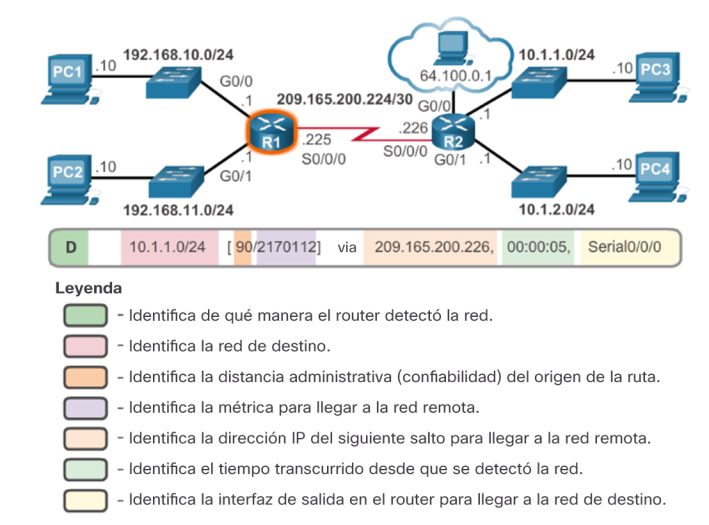 192.168.10.0/24
10.1.1.0/24
PC1
.10
G0/0
.1
64.100.0.1
.10
PC3
209.165.200.224/30
G0/0
.1
R1
.225
.226
R2
S0/0/0
S0/0/0
G0/1
.1
PC2
.10
.1
G0/1
.10
PC4
192.168.11.0/24
10.1.2.0/24
D 10.1.1.0/24 [ 90/2170112] via 209.165.200.226, 00:00:05, Serial0/0/0
Leyenda
- Identifica de qué manera el router detectó la red.
- Identifica la red de destino.
- Identifica la distancia administrativa (confiabilidad) del origen de la ruta.
- Identifica la métrica para llegar a la red remota.
- Identifica la dirección IP del siguiente salto para llegar a la red remota.
- Identifica el tiempo transcurrido desde que se detectó la red.
- Identifica la interfaz de salida en el router para llegar a la red de destino.